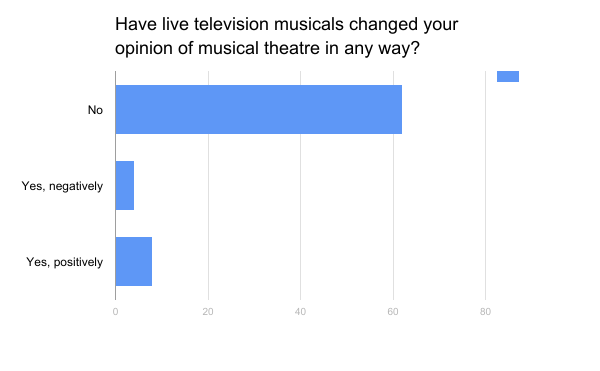 Have live television musicals changed your
opinion of musical theatre in any way?
No
Yes, negatively
Yes, positively
0 20 40 60 80